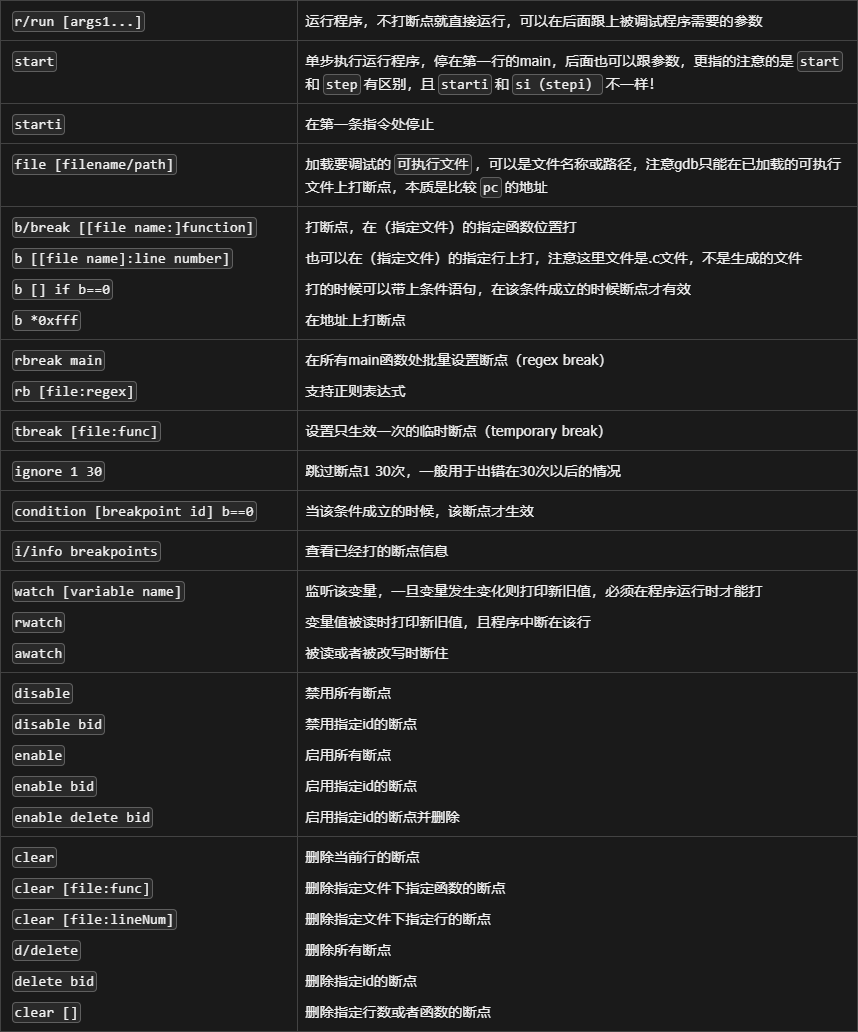 r/run [args1...]
运行程序，不打断点就直接运行，可以在后面跟上被调试程序需要的参数
start
单步执行运行程序，停在第一行的main，后面也可以跟参数，更指的注意的是 start
和 step 有区别，且 starti 和 si（stepi） 不一样！
starti
在第一条指令处停止
file [filename/path]
加载要调试的 可执行文件 ，可以是文件名称或路径，注意gdb只能在已加载的可执行
文件上打断点，本质是比较 pc 的地址
b/break [[file name:]function]
打断点，在（指定文件）的指定函数位置打
b [[file name]:line number]
也可以在（指定文件）的指定行上打，注意这里文件是.c文件，不是生成的文件
b [] if b==0
打的时候可以带上条件语句，在该条件成立的时候断点才有效
b *0xfff
在地址上打断点
rbreak main
在所有main函数处批量设置断点（regex break）
rb [file:regex]
支持正则表达式
tbreak [file:func]
设置只生效一次的临时断点（temporary break）
ignore 1 30
跳过断点1 30次，一般用于出错在30次以后的情况
condition [breakpoint id] b==0
当该条件成立的时候，该断点才生效
i/info breakpoints
查看已经打的断点信息
watch [variable name]
监听该变量，一旦变量发生变化则打印新旧值，必须在程序运行时才能打
rwatch
变量值被读时打印新旧值，且程序中断在该行
awatch
被读或者被改写时断住
disable
禁用所有断点
disable bid
禁用指定id的断点
enable
启用所有断点
enable bid
启用指定id的断点
enable delete bid
启用指定id的断点并删除
clear
删除当前行的断点
clear [file:func]
删除指定文件下指定函数的断点
clear [file:lineNum]
删除指定文件下指定行的断点
d/delete
删除所有断点
delete bid
删除指定id的断点
clear []
删除指定行数或者函数的断点